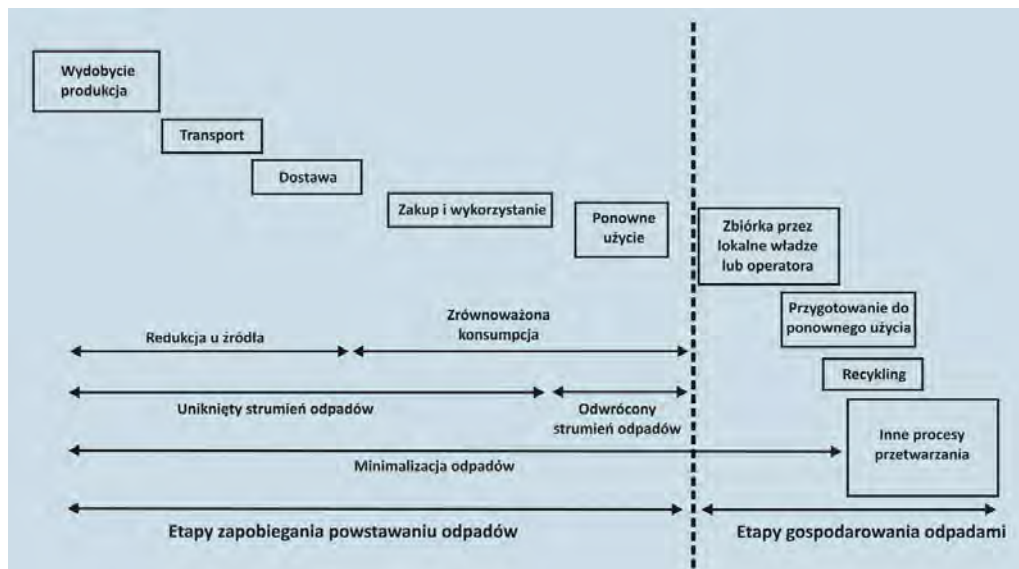 Wydobycie
produkcja
Transport
Dostawa
Zakup i wykorzystanie
Ponowne
użycie
Zbiórka przez
lokalne władze
lub operatora
Przygotowanie do
ponownego użycia
Recykling
Inne procesy
przetwarzania
Redukcja u źródła
Zrównoważona
konsumpcja
Uniknięty strumień odpadów
Odwrócony
strumień odpadów
Minimalizacja odpadów
Etapy zapobiegania powstawaniu odpadów
Etapy gospodarowania odpadami